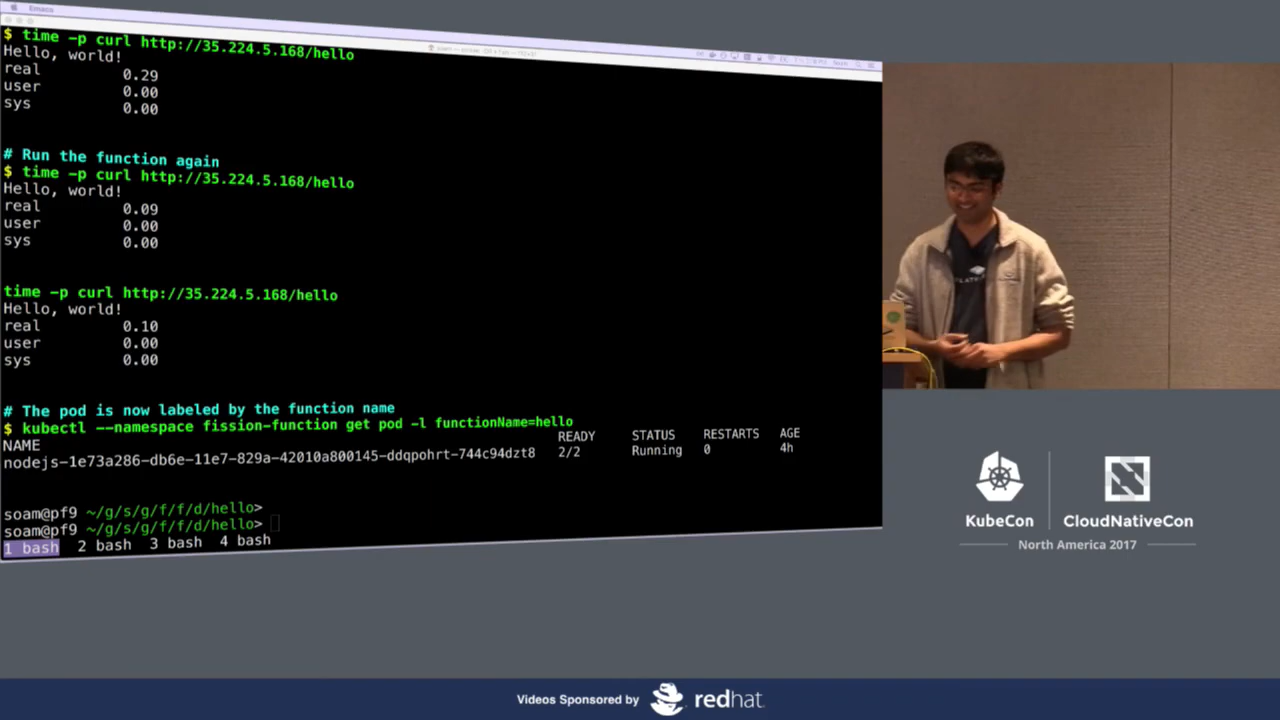 Emacs
$ time -p curl http://35.224.5.168/hello
Hello, world!
real 0.29
user 0.00
sys 0.00
# Run the function again
$ time -p curl http://35.224.5.168/hello
Hello, world!
real 0.09
user 0.00
sys 0.00
time -p curl http://35.224.5.168/hello
Hello, world!
real 0.10
user 0.00
sys 0.00
# The pod is now labeled by the function name
$ kubectl --namespace fission-function get pod -l functionName=hello
NAME READY STATUS RESTARTS AGE
nodejs-1e73a286-db6e-11e7-829a-42010a800145-ddqpohrt-744c94dzt8 2/2 Running 0 4h
soam@pf9 ~/g/s/g/f/f/d/hello>
soam@pf9 ~/g/s/g/f/f/d/hello>
1 bash 2 bash 3 bash 4 bash
KubeCon
CloudNativeCon
North America 2017
Videos Sponsored by
redhat.